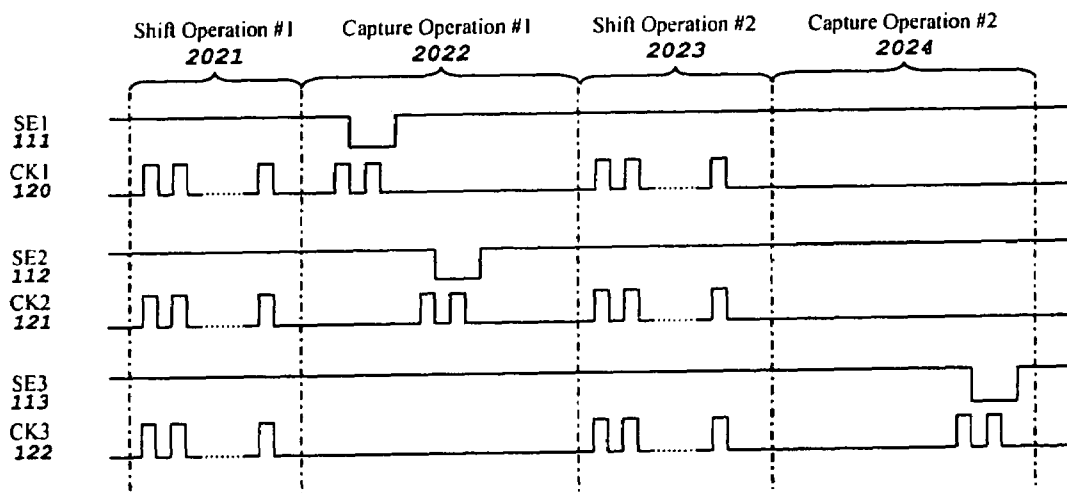 Shift Operation #1
2021
Capture Operation #1
2022
Shift Operation #2
2023
Capture Operation #2
2024
SE1
111
CK1
120
SE2
112
CK2
121
SE3
113
CK3
122